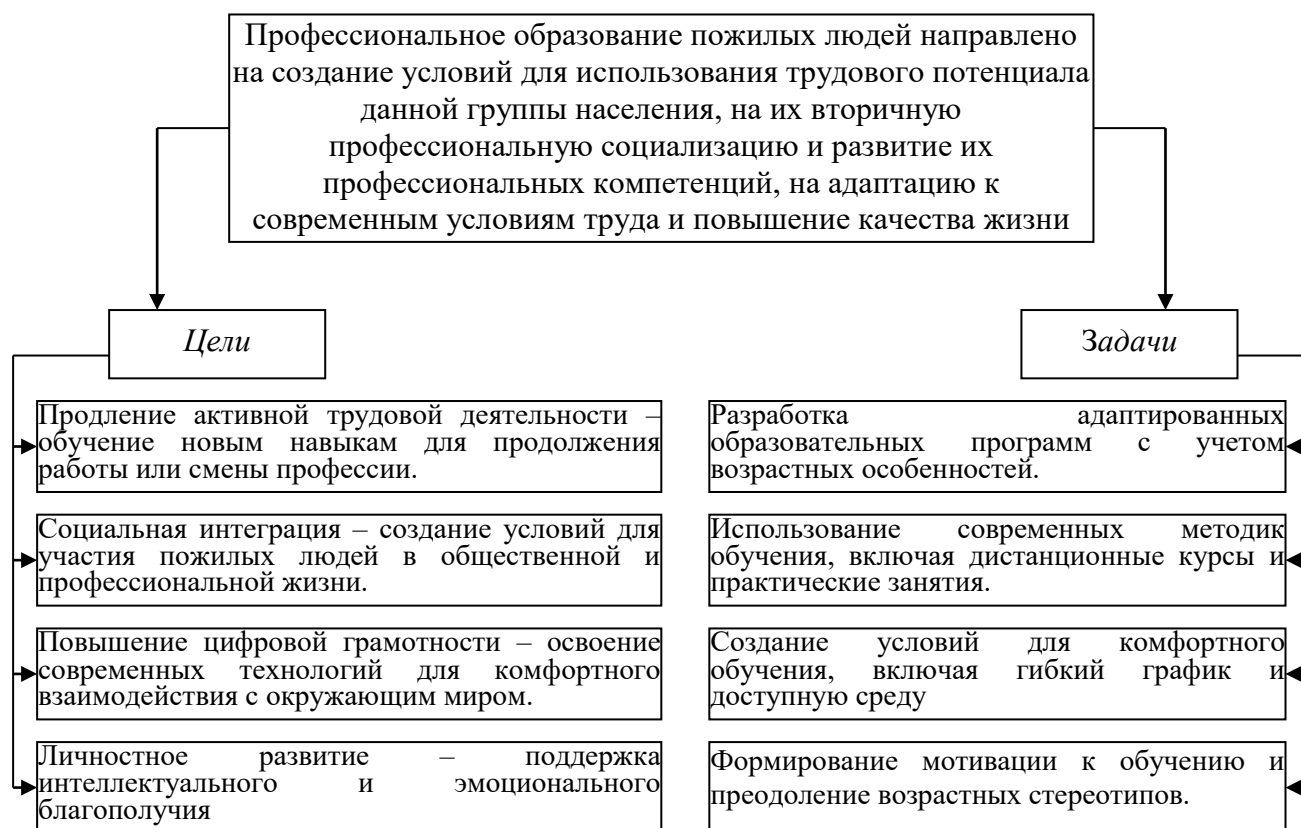 Профессиональное образование пожилых людей направлено
на создание условий для использования трудового потенциала
данной группы населения, на их вторичную
профессиональную социализацию и развитие их
профессиональных компетенций, на адаптацию к
современным условиям труда и повышение качества жизни
Цели
Продление активной трудовой деятельности –
обучение новым навыкам для продолжения
работы или смены профессии.
Социальная интеграция – создание условий для
участия пожилых людей в общественной и
профессиональной жизни.
Повышение цифровой грамотности – освоение
современных технологий для комфортного
взаимодействия с окружающим миром.
Личностное развитие – поддержка
интеллектуального и эмоционального
благополучия
Задачи
Разработка адаптированных
образовательных программ с учетом
возрастных особенностей.
Использование современных методик
обучения, включая дистанционные курсы и
практические занятия.
Создание условий для комфортного
обучения, включая гибкий график и
доступную среду
Формирование мотивации к обучению и
преодоление возрастных стереотипов.